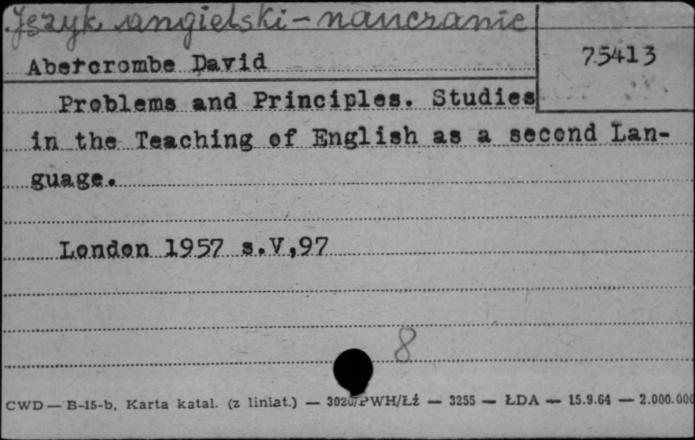 Język angielski - nauczanie
75413
Abercrombe David
Problems and Principles. Studies
in the Teaching of English as a second Lan-
guage.
London 1957 s.V,97
8
CWD — B-15-b, Karta katal. (z liniat.) — 3020/PWH/Łź — 3255 — ŁDA — 15.9.64 — 2.000.000